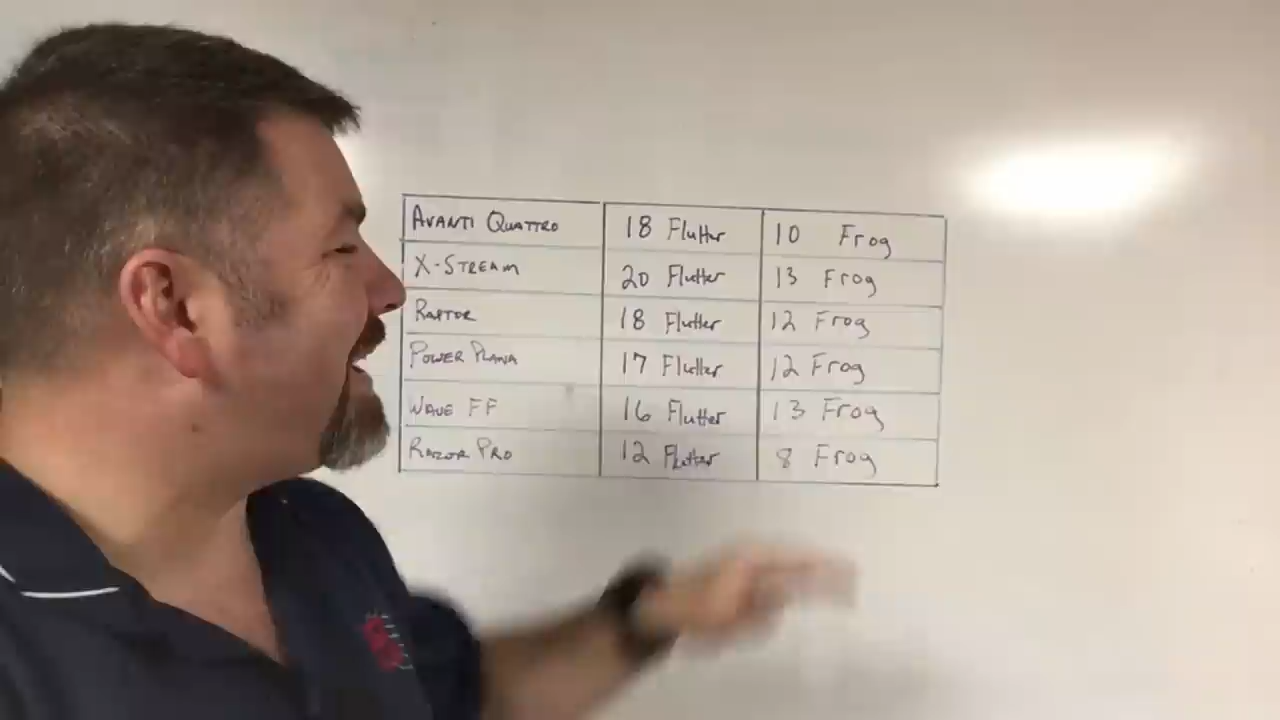 AVANTI QUATTRO 18 Flutter 10 Frog
X-STREAM 20 Flutter 13 Frog
RAPTOR 18 Flutter 12 Frog
POWER PLANA 17 Flutter 12 Frog
WAVE FF 16 Flutter 13 Frog
RAZOR PRO 12 Flutter 8 Frog